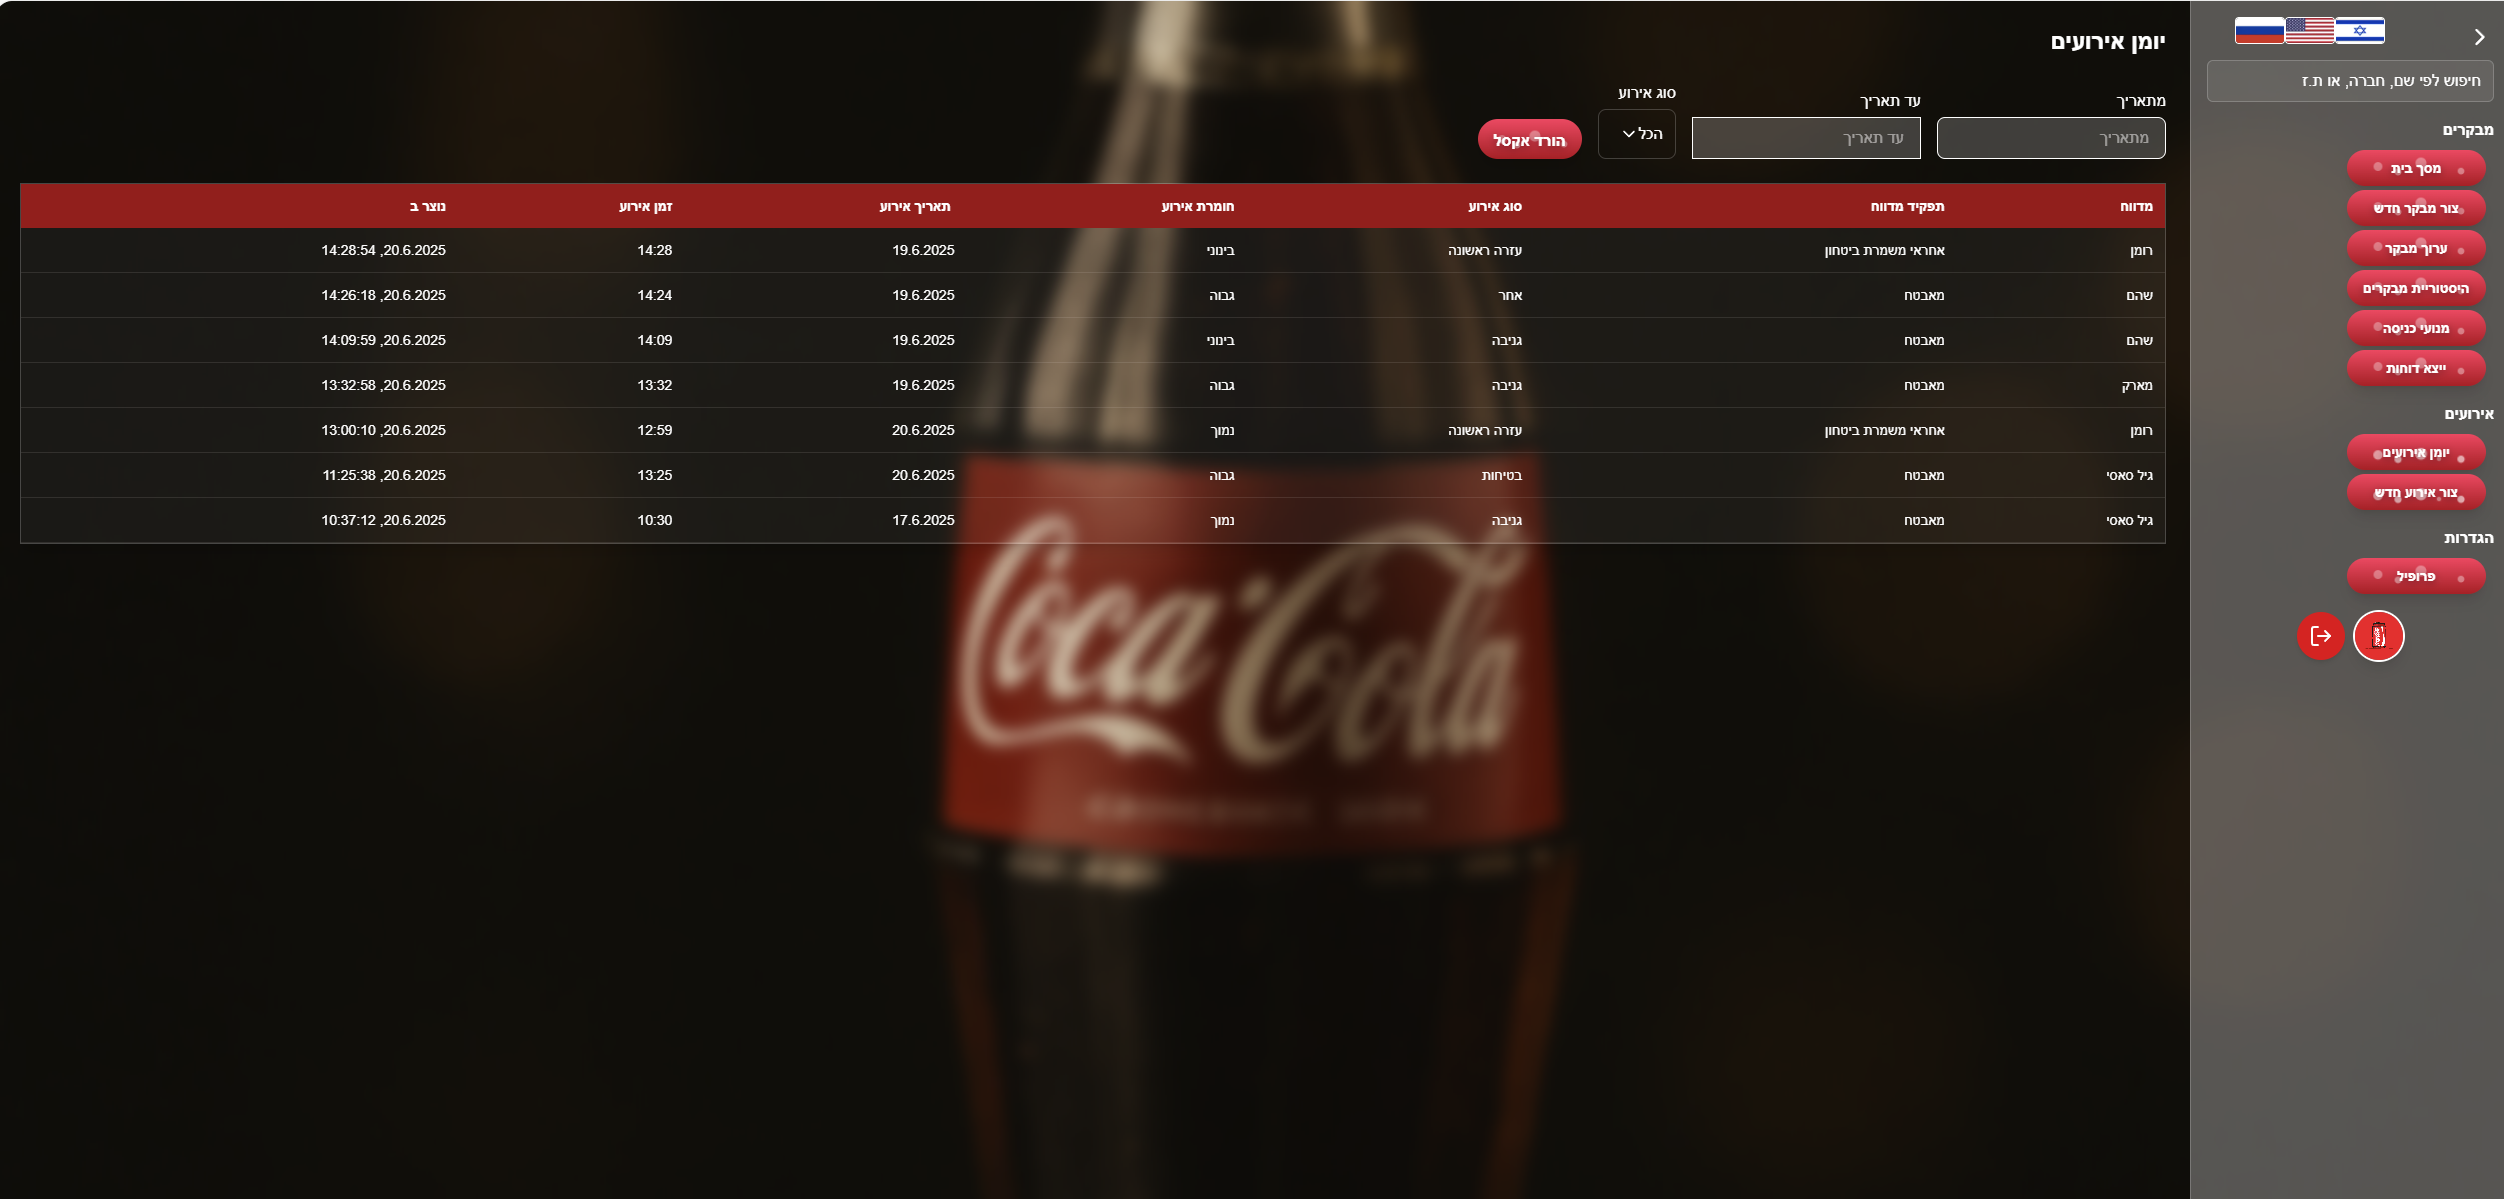 חיפוש לפי שם, חברה, או ת.ז
מבקרים
מסך בית
צור מבקר חדש
ערוך מבקר
היסטוריית מבקרים
מנועי כניסה
ייצא דוחות
אירועים
יומן אירועים
צור אירוע חדש
הגדרות
פרופיל
יומן אירועים
מתאריך
עד תאריך
סוג אירוע
מתאריך
עד תאריך
הכל
הורד אקסל
מדווח תפקיד מדווח סוג אירוע חומרת אירוע תאריך אירוע זמן אירוע נוצר ב
רומן אחראי משמרת ביטחון עזרה ראשונה בינוני 19.6.2025 14:28 20.6.2025, 14:28:54
שהם מאבטח אחר גבוה 19.6.2025 14:24 20.6.2025, 14:26:18
שהם מאבטח גניבה בינוני 19.6.2025 14:09 20.6.2025, 14:09:59
מארק מאבטח גניבה גבוה 19.6.2025 13:32 20.6.2025, 13:32:58
רומן אחראי משמרת ביטחון עזרה ראשונה נמוך 20.6.2025 12:59 20.6.2025, 13:00:10
גיל סאסי מאבטח בטיחות גבוה 20.6.2025 13:25 20.6.2025, 11:25:38
גיל סאסי מאבטח גניבה נמוך 17.6.2025 10:30 20.6.2025, 10:37:12
Coca-Cola